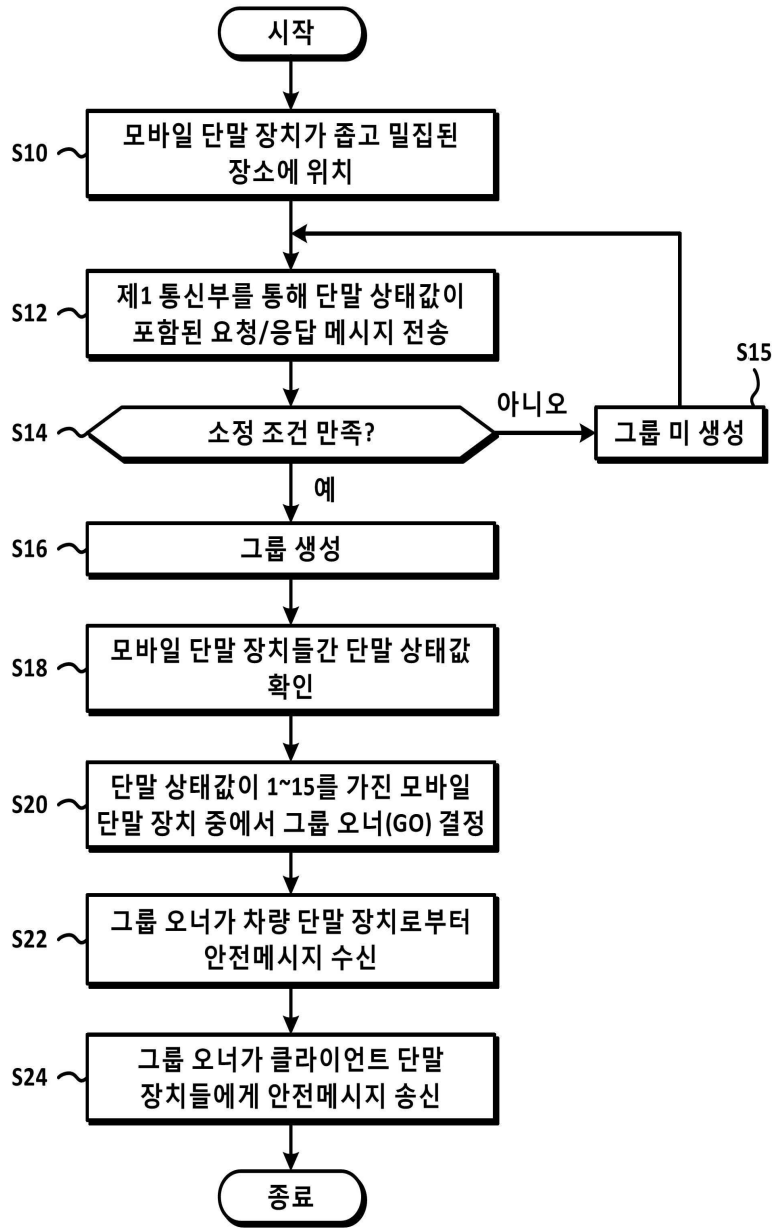 시작
S10
모바일 단말 장치가 좁고 밀집된
장소에 위치
S12
제1 통신부를 통해 단말 상태값이
포함된 요청/응답 메시지 전송
S14
소정 조건 만족?
아니오
S15
그룹 미 생성
예
S16
그룹 생성
S18
모바일 단말 장치들간 단말 상태값
확인
S20
단말 상태값이 1~15를 가진 모바일
단말 장치 중에서 그룹 오너(GO) 결정
S22
그룹 오너가 차량 단말 장치로부터
안전메시지 수신
S24
그룹 오너가 클라이언트 단말
장치들에게 안전메시지 송신
종료